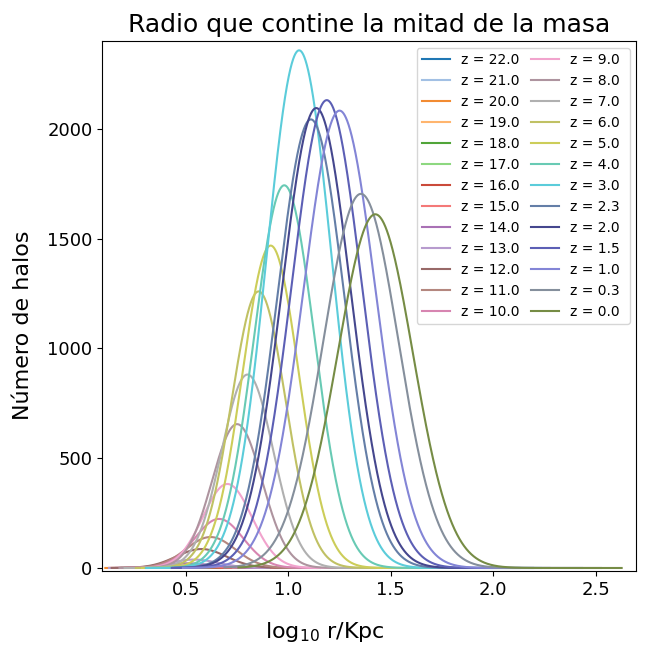 Radio que contine la mitad de la masa
z = 22.0
z = 21.0
z = 20.0
z = 19.0
z = 18.0
z = 17.0
z = 16.0
z = 15.0
z = 14.0
z = 13.0
z = 12.0
z = 11.0
z = 10.0
z = 9.0
z = 8.0
z = 7.0
z = 6.0
z = 5.0
z = 4.0
z = 3.0
z = 2.3
z = 2.0
z = 1.5
z = 1.0
z = 0.3
z = 0.0
Número de halos
2000
1500
1000
500
0
0.5 1.0 1.5 2.0 2.5
log₁₀ r/Kpc